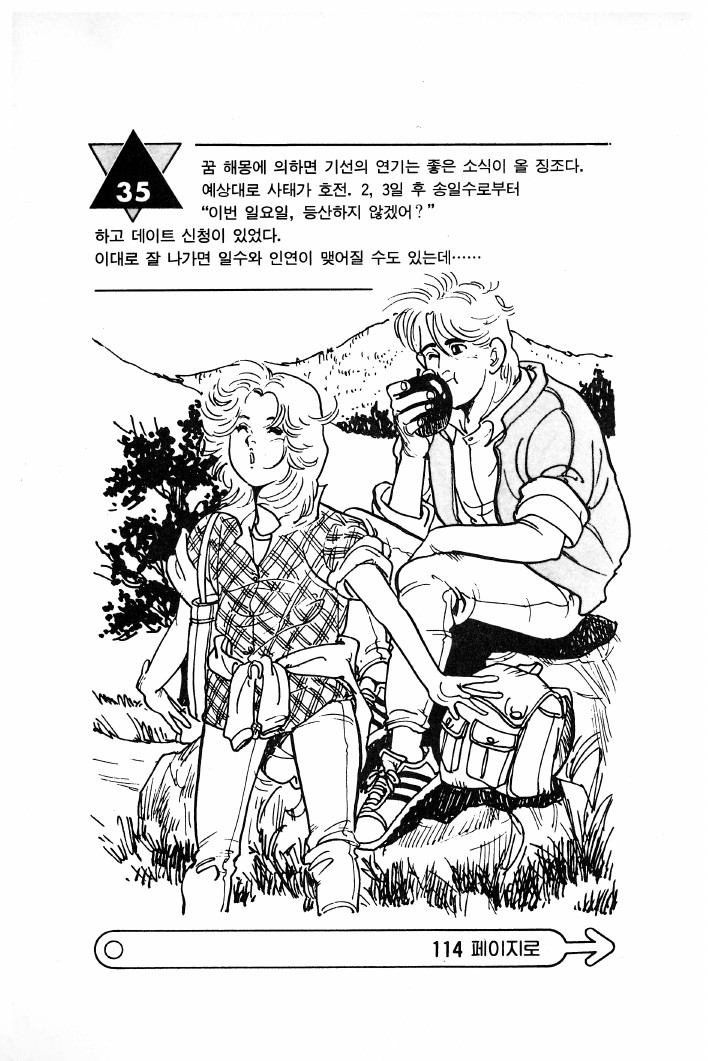 35
꿈 해몽에 의하면 기선의 연기는 좋은 소식이 올 징조다.
예상대로 사태가 호전. 2, 3일 후 송일수로부터
“이번 일요일, 등산하지 않겠어?”
하고 데이트 신청이 있었다.
이대로 잘 나가면 일수와 인연이 맺어질 수도 있는데……
114 페이지로